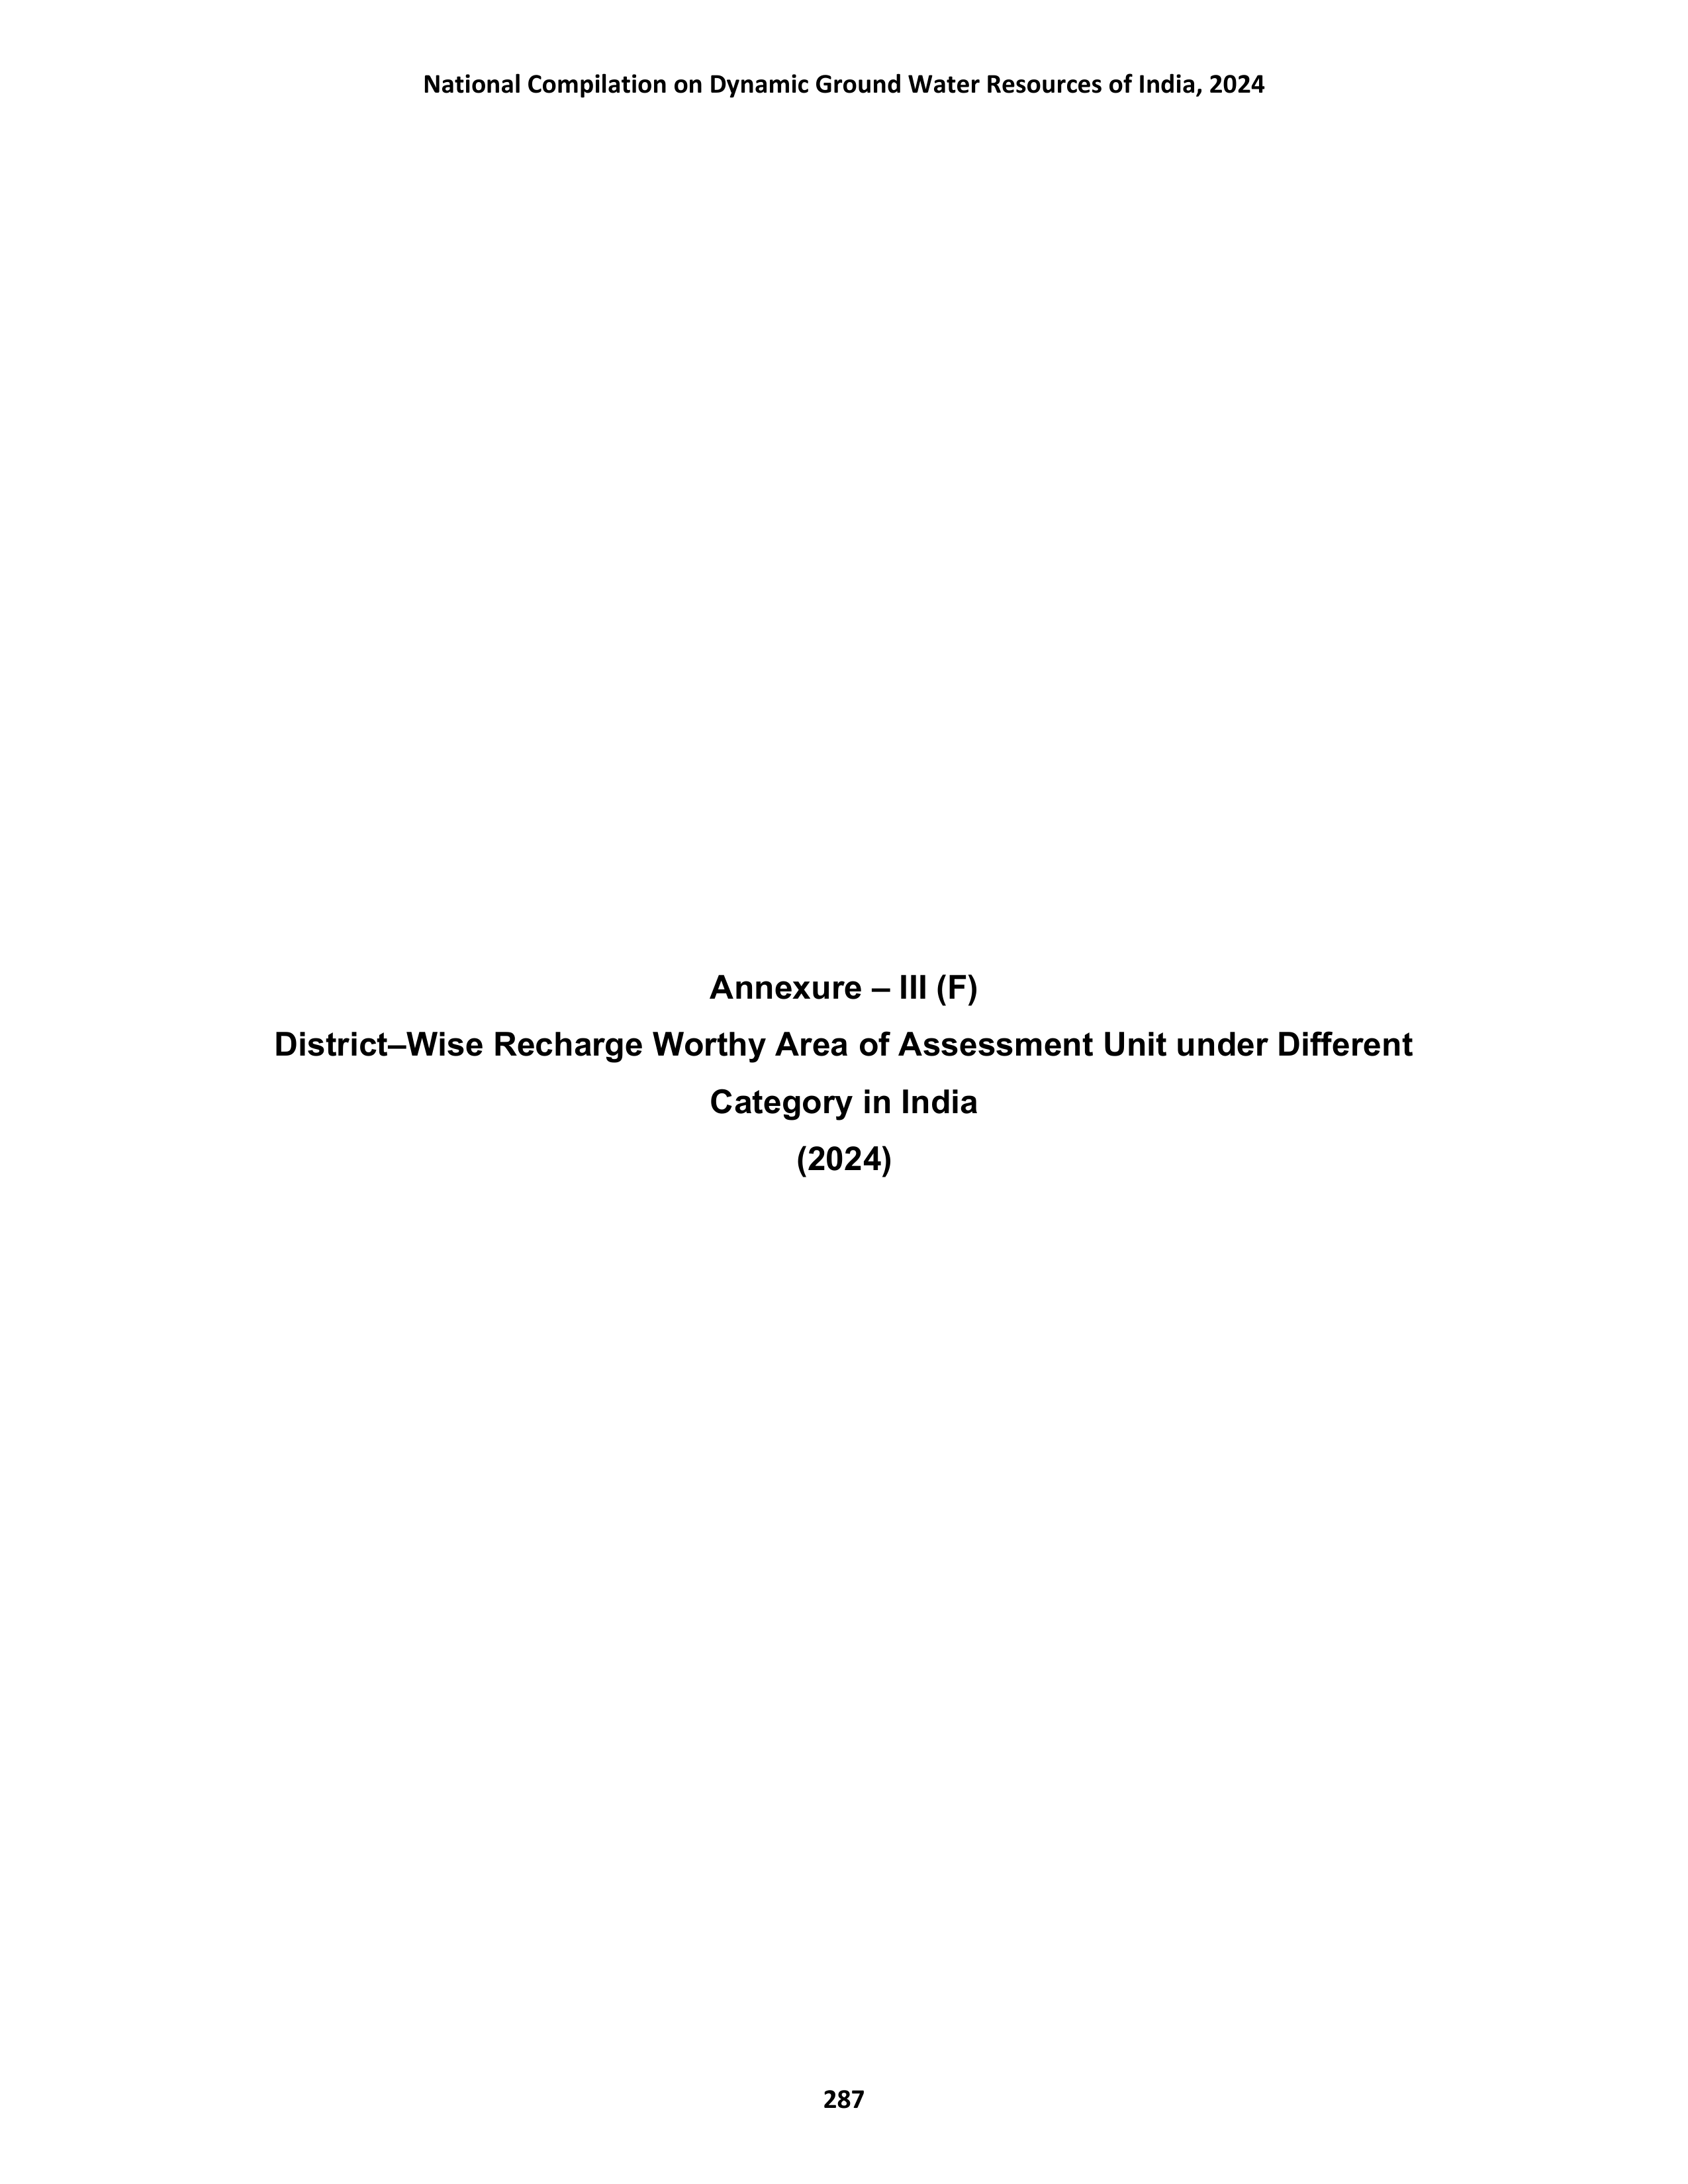 National Compilation on Dynamic Ground Water Resources of India, 2024
Annexure – III (F)
District–Wise Recharge Worthy Area of Assessment Unit under Different
Category in India
(2024)
287